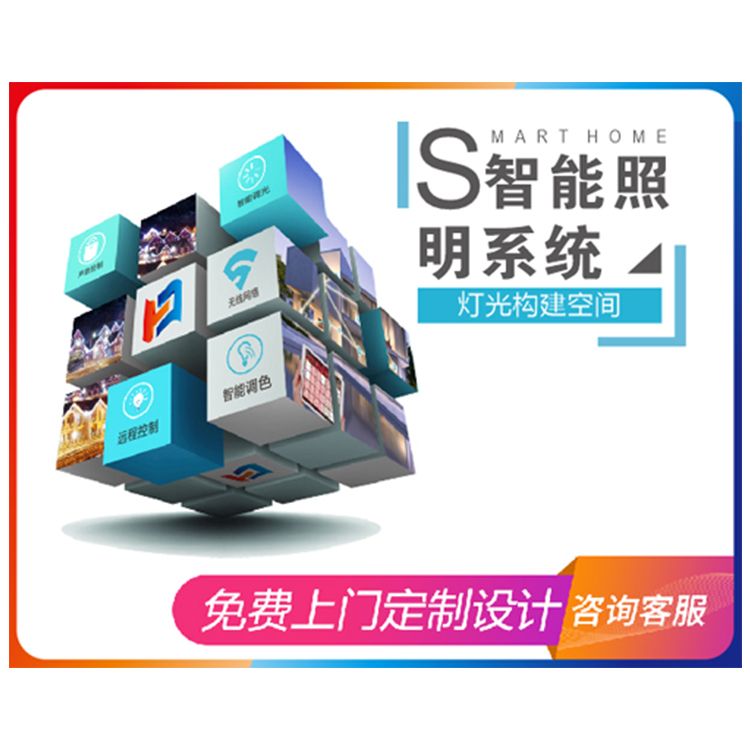 SMART HOME
智能照
明系统
灯光构建空间
智能调光
声音控制
无线网络
智能调色
远程控制
免费上门定制设计
咨询客服